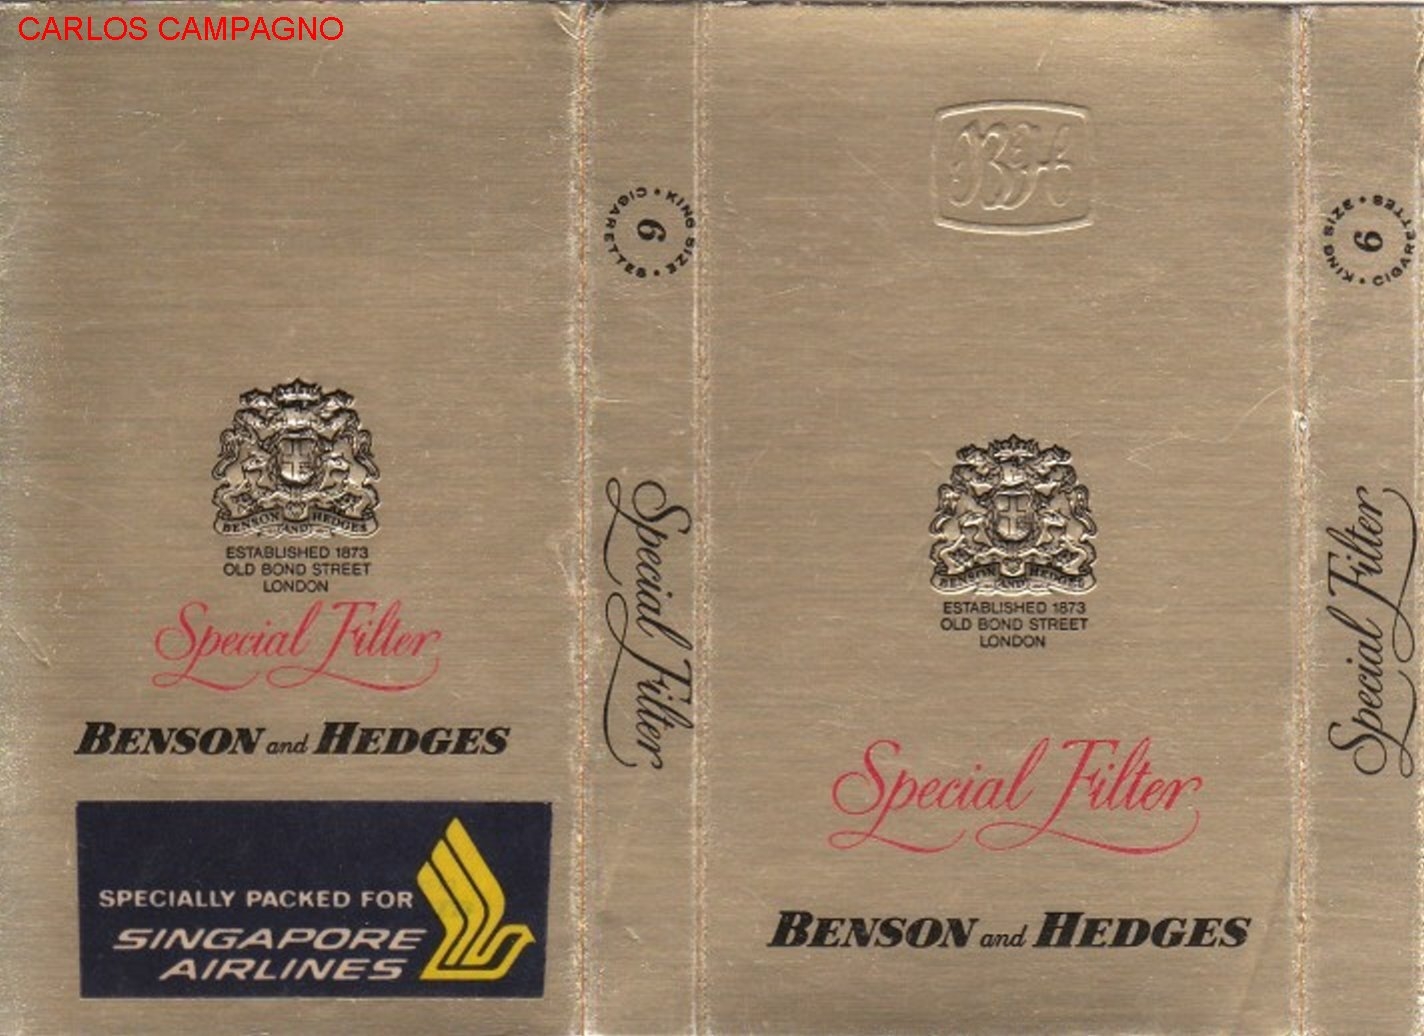 CARLOS CAMPAGNO
BENSON AND HEDGES
ESTABLISHED 1873
OLD BOND STREET
LONDON
Special Filter
BENSON and HEDGES
SPECIALLY PACKED FOR
SINGAPORE
AIRLINES
KING SIZE • CIGARETTES •
6
Special Filter
B&H
BENSON AND HEDGES
ESTABLISHED 1873
OLD BOND STREET
LONDON
Special Filter
BENSON and HEDGES
KING SIZE • CIGARETTES •
6
Special Filter